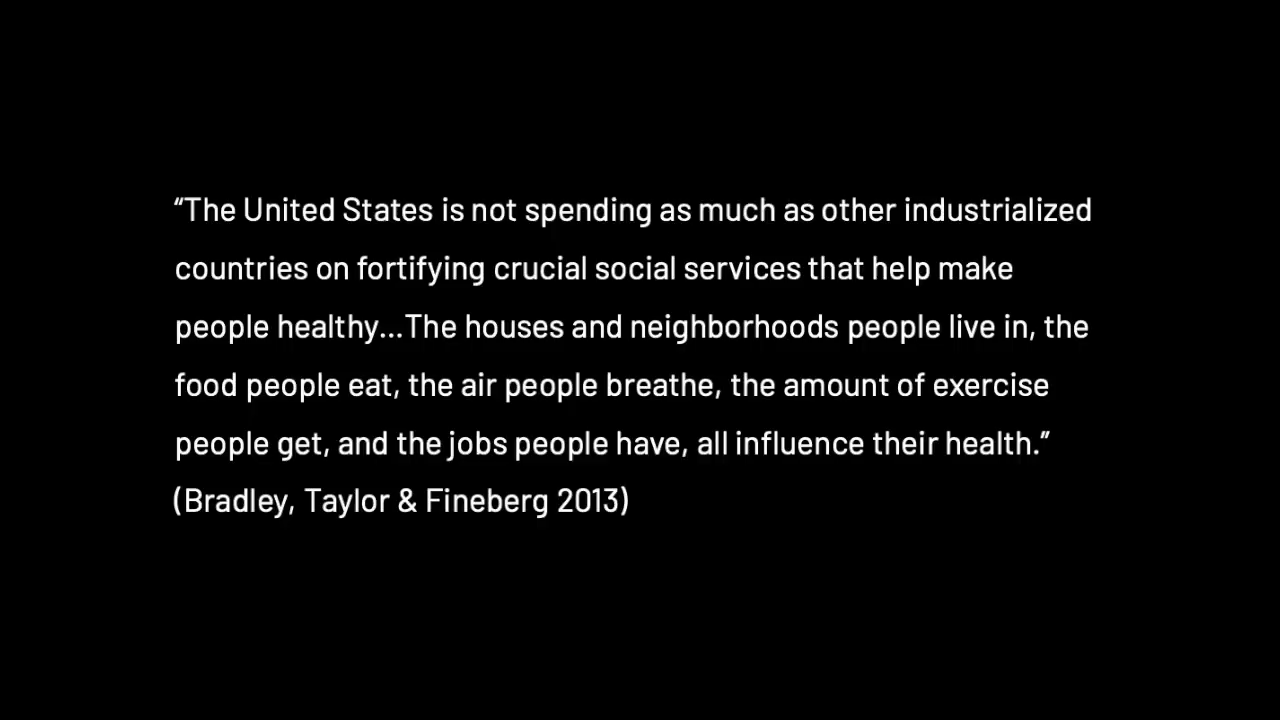 “The United States is not spending as much as other industrialized
countries on fortifying crucial social services that help make
people healthy...The houses and neighborhoods people live in, the
food people eat, the air people breathe, the amount of exercise
people get, and the jobs people have, all influence their health.”
(Bradley, Taylor & Fineberg 2013)